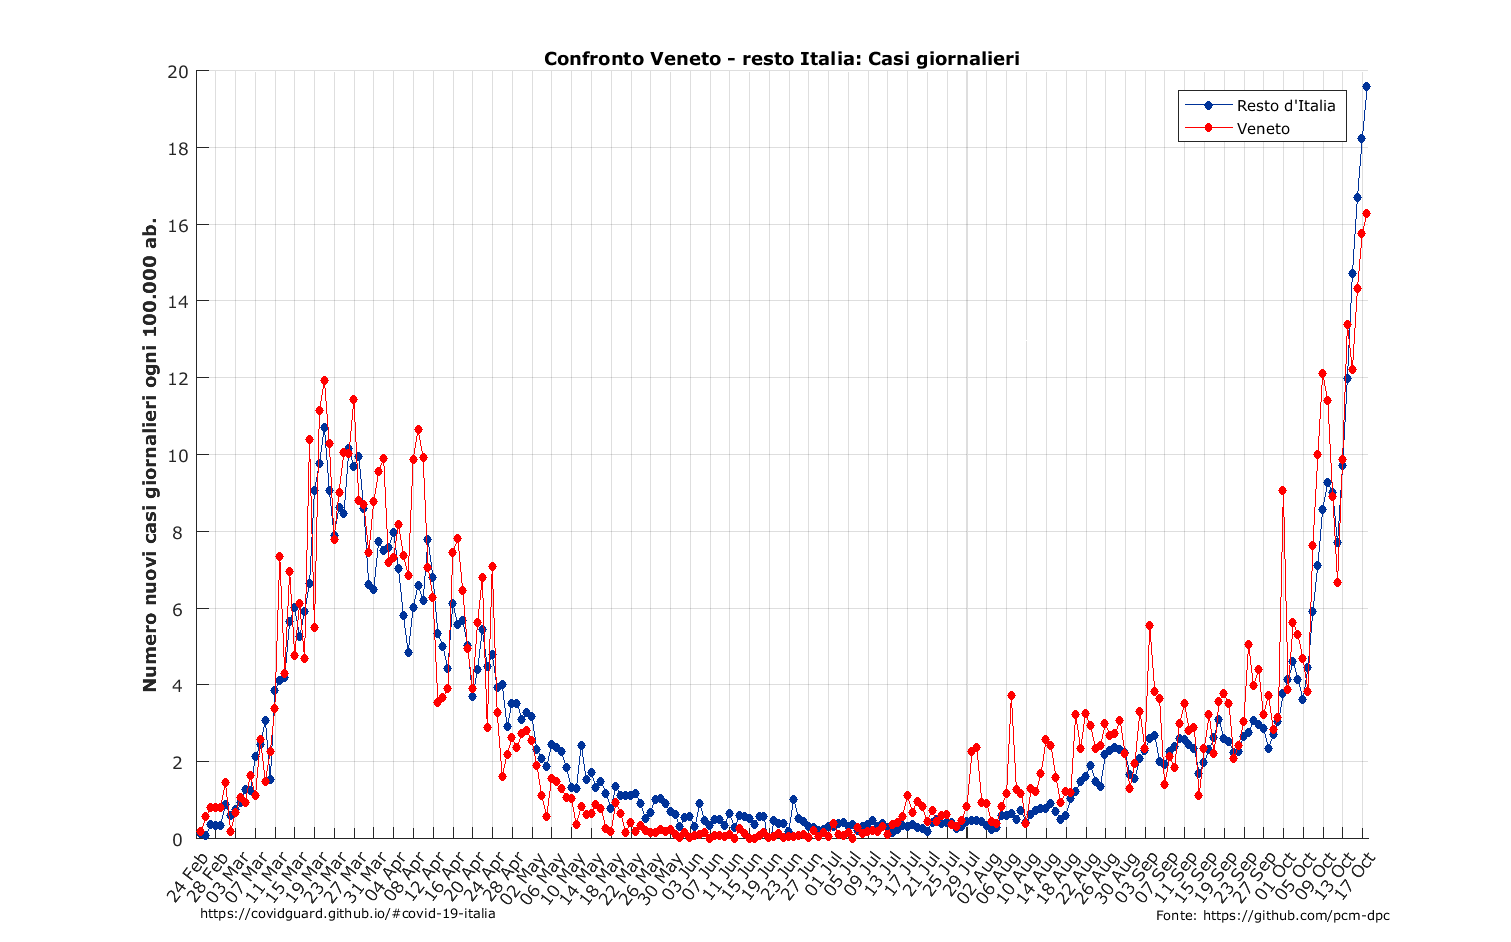 Confronto Veneto - resto Italia: Casi giornalieri
Numero nuovi casi giornalieri ogni 100.000 ab.
20
18
16
14
12
10
8
6
4
2
0
Resto d'Italia
Veneto
24 Feb
28 Feb
03 Mar
07 Mar
11 Mar
15 Mar
19 Mar
23 Mar
27 Mar
31 Mar
04 Apr
08 Apr
12 Apr
16 Apr
20 Apr
24 Apr
28 Apr
02 May
06 May
10 May
14 May
18 May
22 May
26 May
30 May
03 Jun
07 Jun
11 Jun
15 Jun
19 Jun
23 Jun
27 Jun
01 Jul
05 Jul
09 Jul
13 Jul
17 Jul
21 Jul
25 Jul
29 Jul
02 Aug
06 Aug
10 Aug
14 Aug
18 Aug
22 Aug
26 Aug
30 Aug
03 Sep
07 Sep
11 Sep
15 Sep
19 Sep
23 Sep
27 Sep
01 Oct
05 Oct
09 Oct
13 Oct
17 Oct
https://covidguard.github.io/#covid-19-italia
Fonte: https://github.com/pcm-dpc